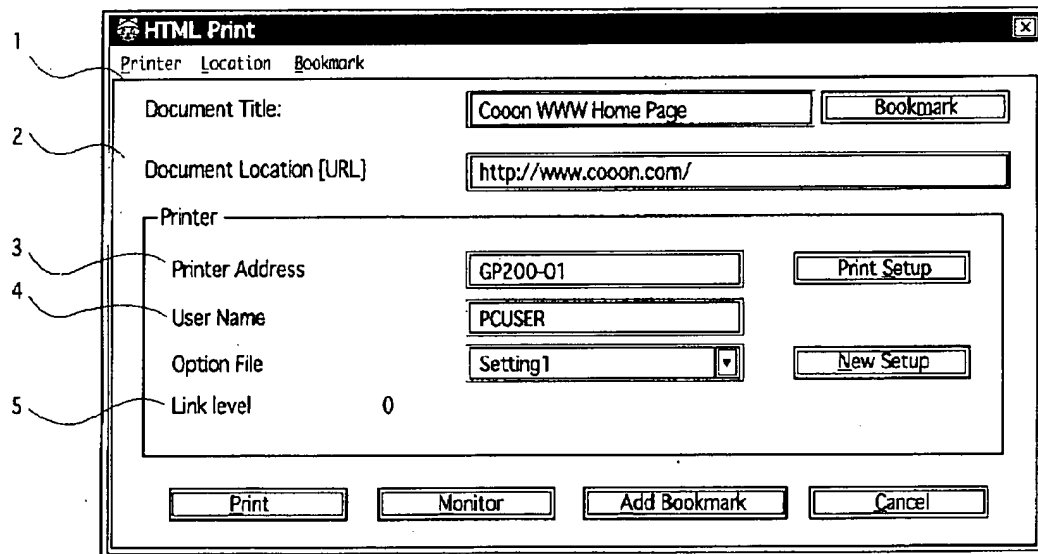 HTML Print
Printer Location Bookmark
1
Document Title: Cooon WWW Home Page Bookmark
2
Document Location [URL] http://www.cooon.com/
Printer
3
Printer Address GP200-01 Print Setup
4
User Name PCUSER
Option File Setting1 New Setup
5
Link level 0
Print Monitor Add Bookmark Cancel